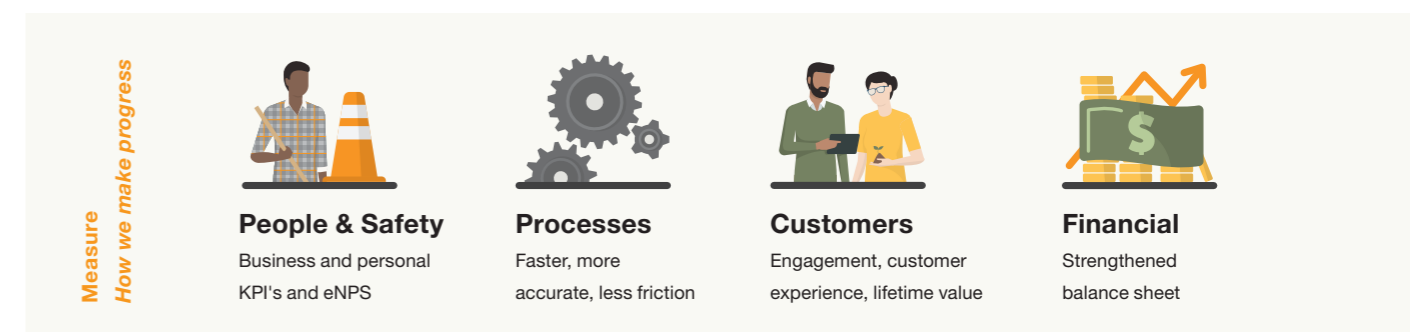 Measure
How we make progress
People & Safety
Business and personal
KPI's and eNPS
Processes
Faster, more
accurate, less friction
Customers
Engagement, customer
experience, lifetime value
Financial
Strengthened
balance sheet
$